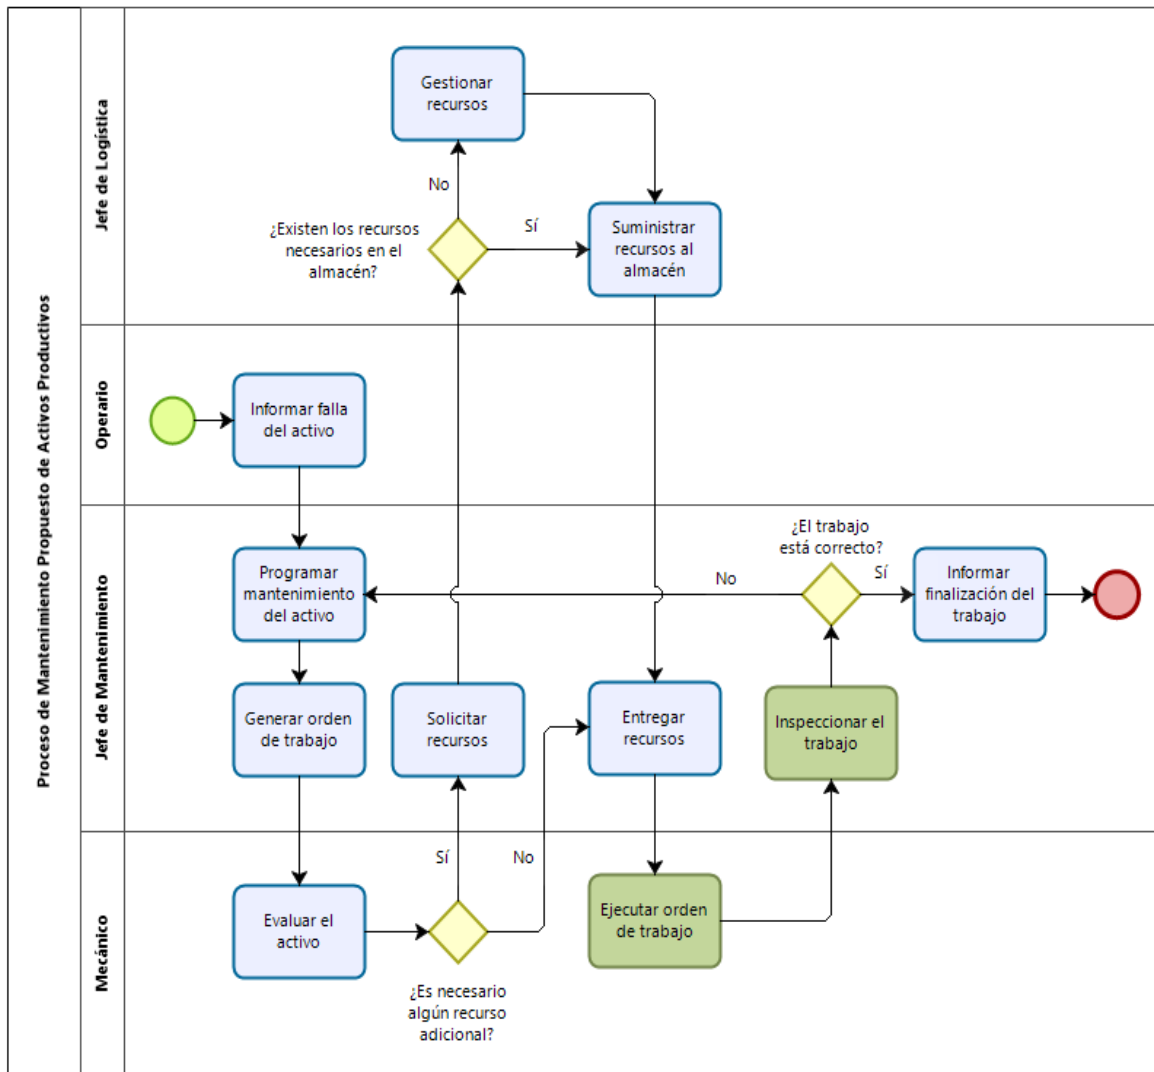 Proceso de Mantenimiento Propuesto de Activos Productivos
Jefe de Logística
Gestionar
recursos
No
¿Existen los recursos
necesarios en el
almacén?
Sí
Suministrar
recursos al
almacén
Operario
Informar falla
del activo
Jefe de Mantenimiento
Programar
mantenimiento
del activo
No
¿El trabajo
está correcto?
Sí
Informar
finalización del
trabajo
Generar orden
de trabajo
Solicitar
recursos
Entregar
recursos
Inspeccionar el
trabajo
Mecánico
Sí
No
Evaluar el
activo
¿Es necesario
algún recurso
adicional?
Ejecutar orden
de trabajo